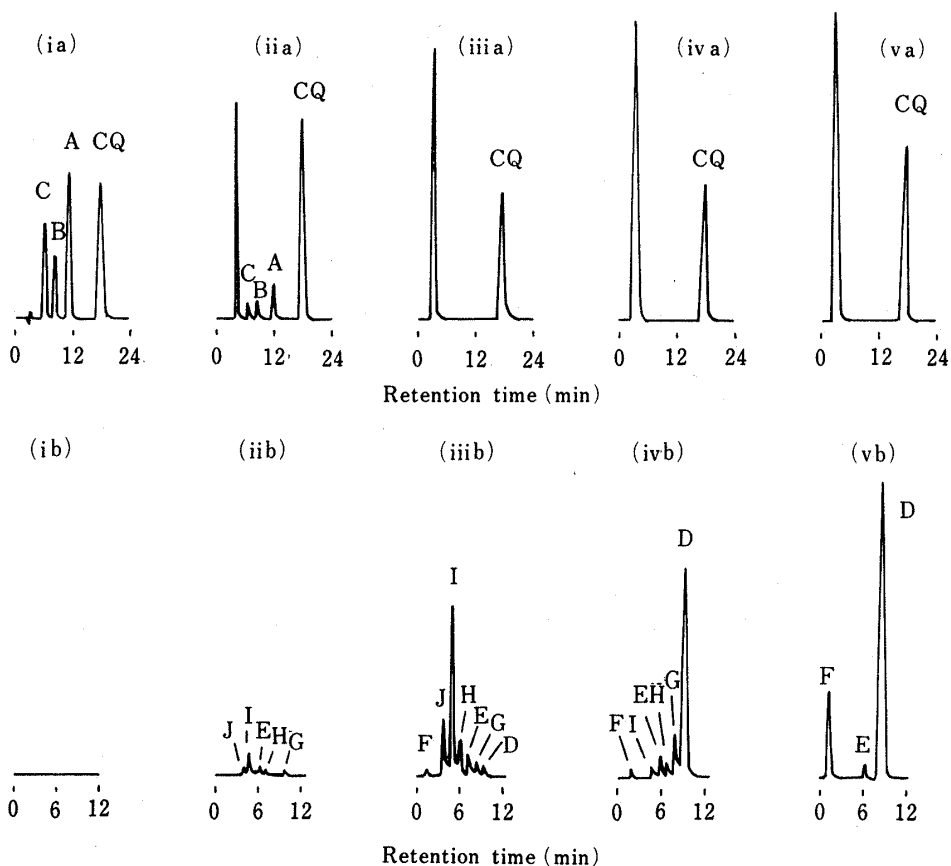 (ia) (iia) (iiia) (iva) (va)
C B A CQ
C B A CQ
CQ
CQ
CQ
0 12 24 0 12 24 0 12 24 0 12 24 0 12 24
Retention time (min)
(ib) (iib) (iiib) (ivb) (vb)
J I E H G
F J I H E G D
F I E H G D
F E D
0 6 12 0 6 12 0 6 12 0 6 12 0 6 12
Retention time (min)